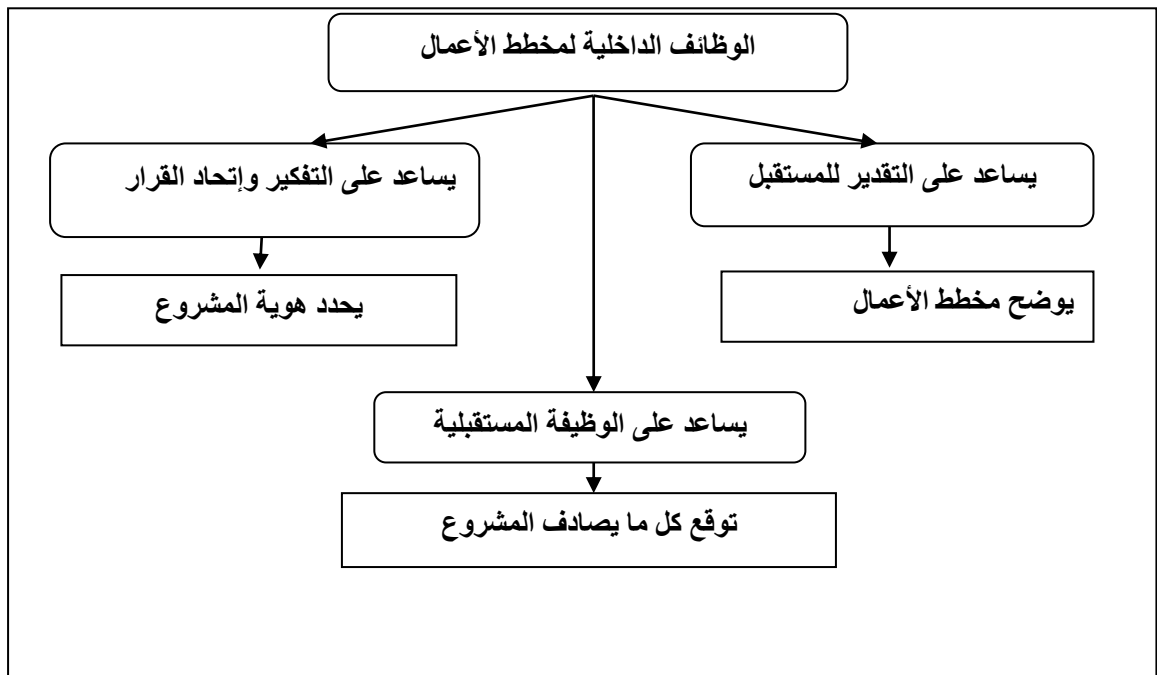 الوظائف الداخلية لمخطط الأعمال
يساعد على التقدير للمستقبل
يساعد على التفكير وإتحاد القرار
يوضح مخطط الأعمال
يحدد هوية المشروع
يساعد على الوظيفة المستقبلية
توقع كل ما يصادف المشروع